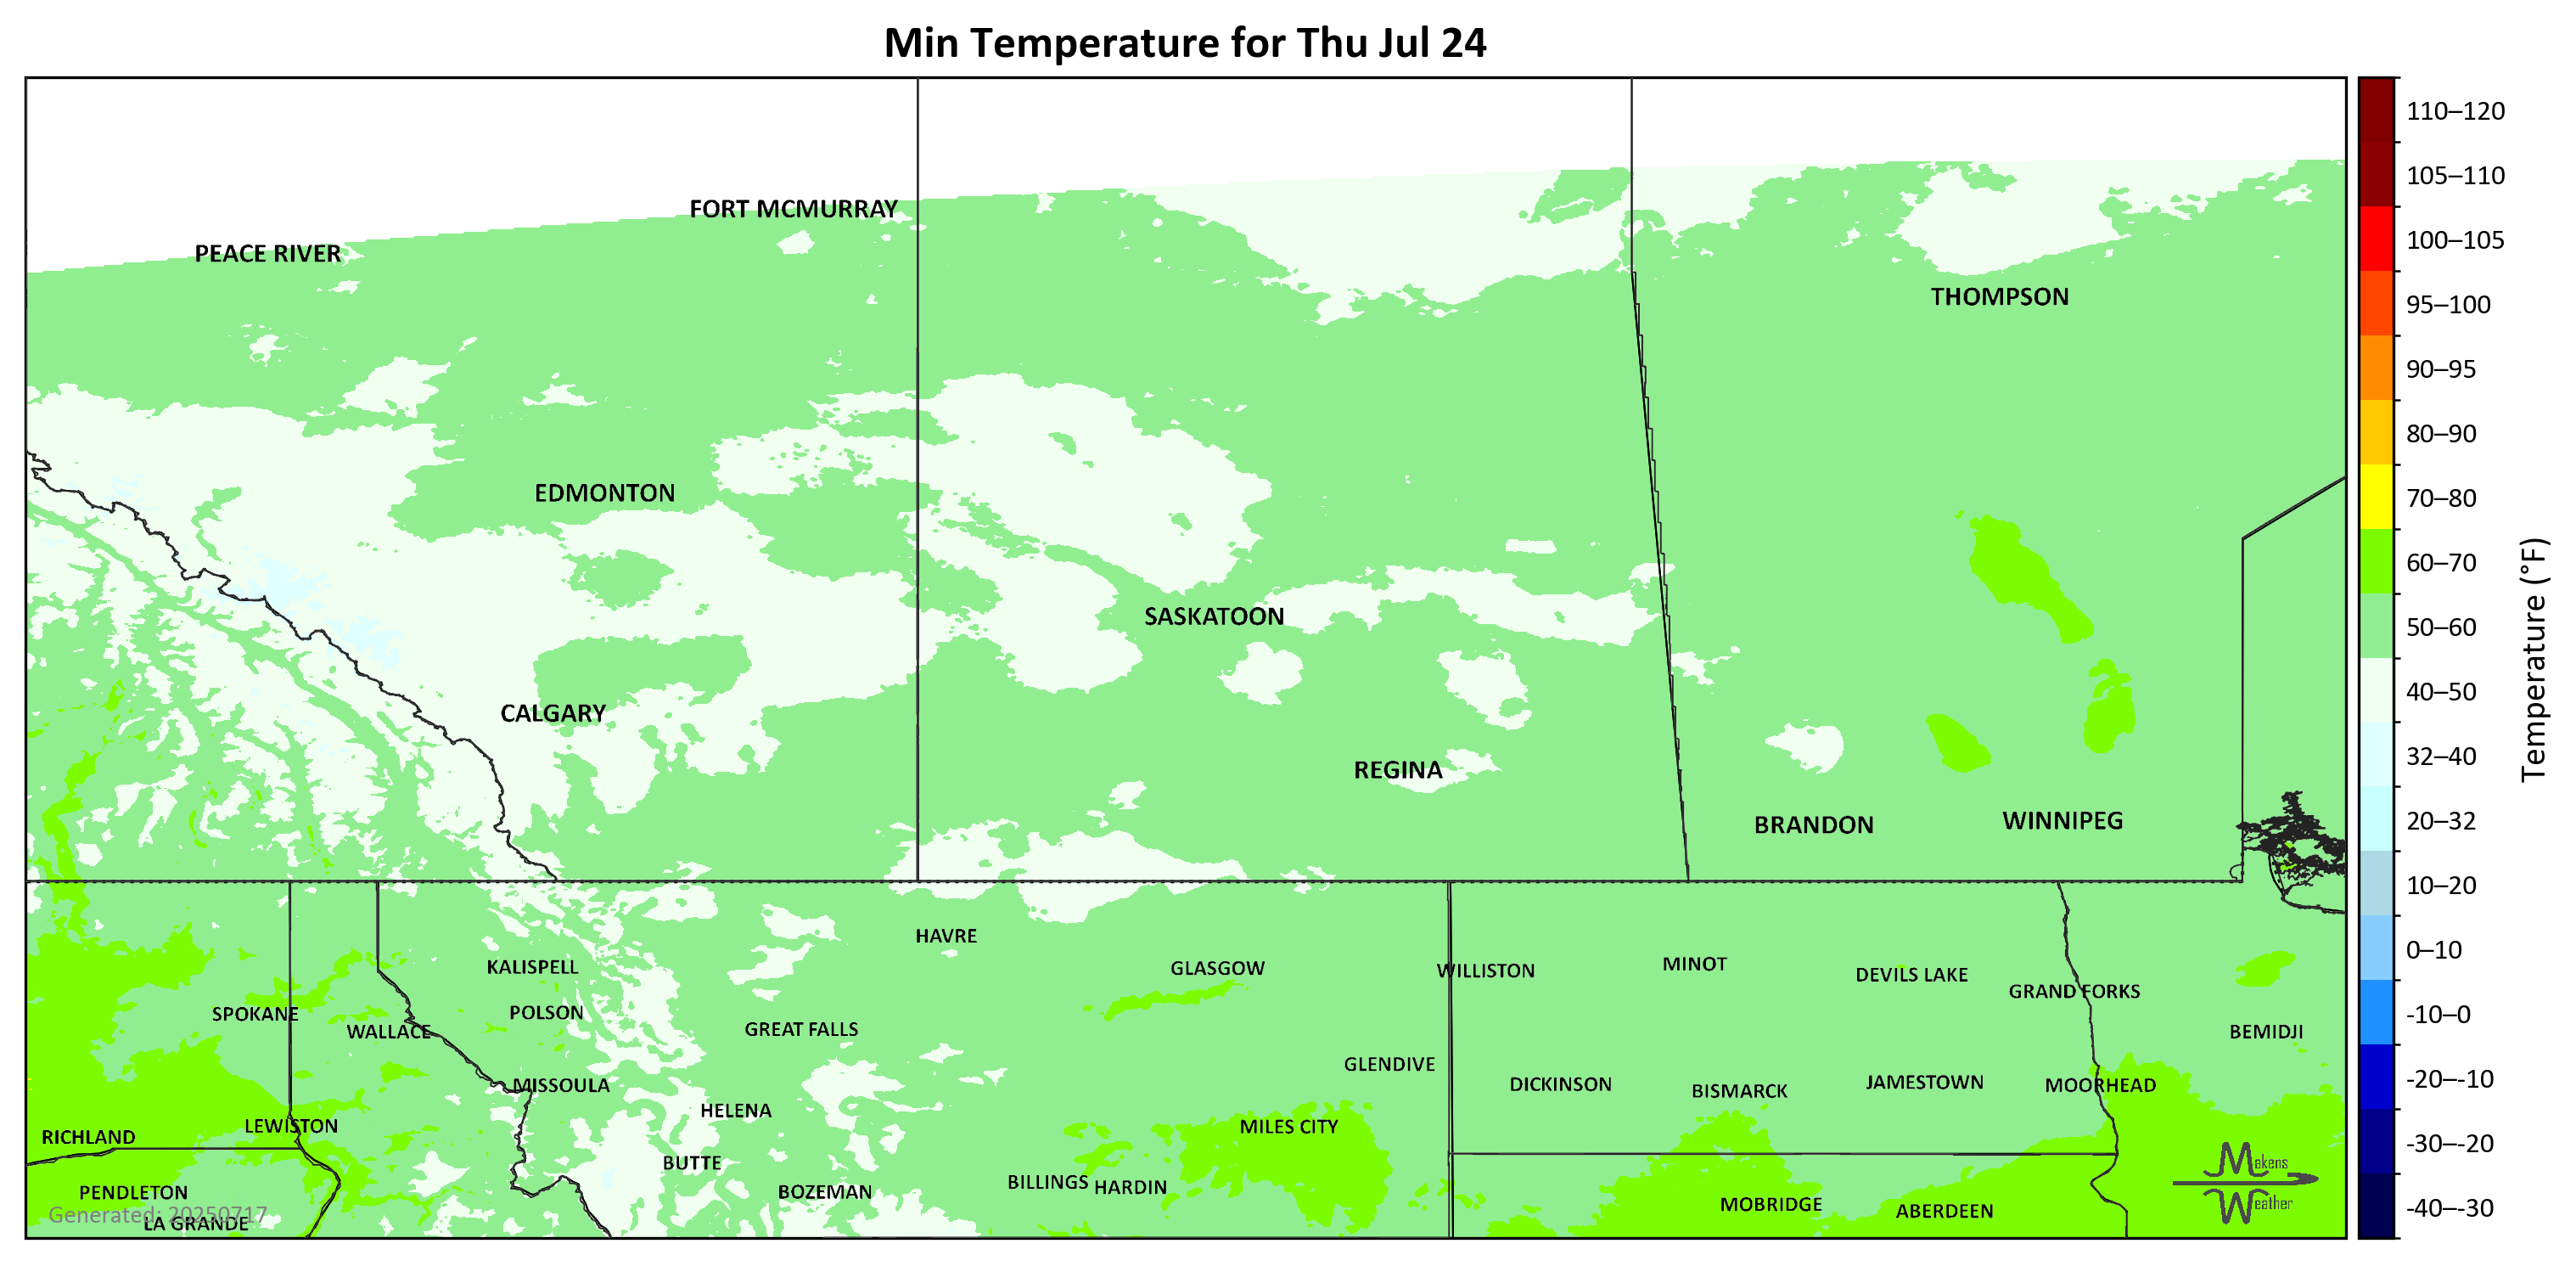 Min Temperature for Thu Jul 24
FORT MCMURRAY
PEACE RIVER
THOMPSON
EDMONTON
SASKATOON
CALGARY
REGINA
BRANDON
WINNIPEG
HAVRE
KALISPELL
GLASGOW
WILLISTON
MINOT
DEVILS LAKE
GRAND FORKS
SPOKANE
POLSON
WALLACE
GREAT FALLS
BEMIDJI
GLENDIVE
MISSOULA
DICKINSON
BISMARCK
JAMESTOWN
MOORHEAD
HELENA
LEWISTON
MILES CITY
RICHLAND
BUTTE
BILLINGS
HARDIN
PENDLETON
BOZEMAN
MOBRIDGE
ABERDEEN
Generated: 20250717
LA GRANDE
Makens
Weather
110–120
105–110
100–105
95–100
90–95
80–90
70–80
60–70
50–60
40–50
32–40
20–32
10–20
0–10
-10–0
-20–-10
-30–-20
-40–-30
Temperature (°F)